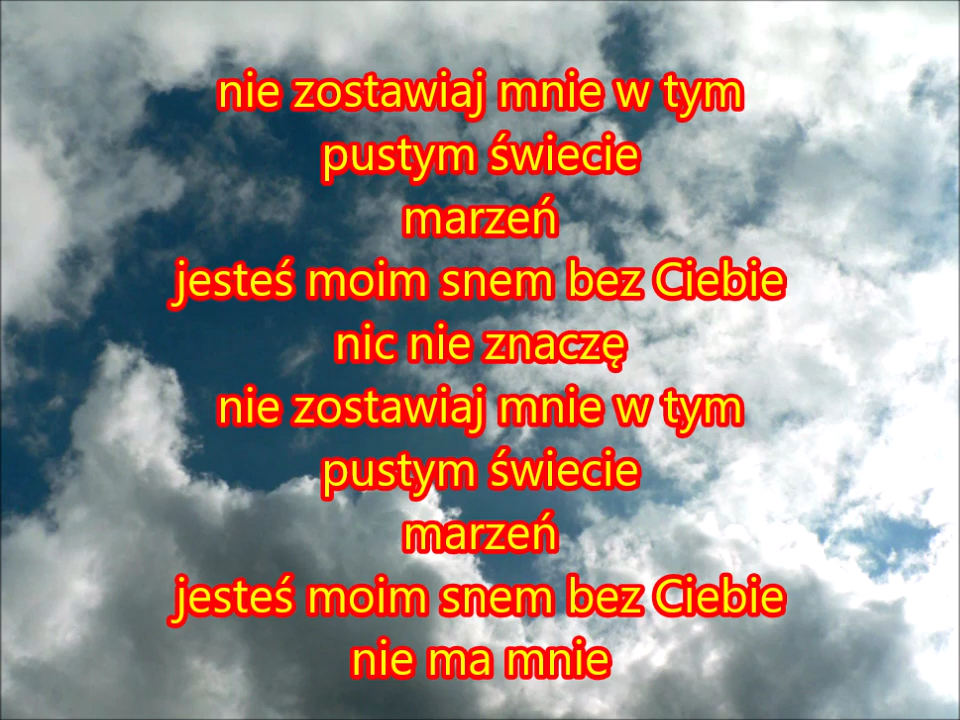 nie zostawiaj mnie w tym
pustym świecie
marzeń
jesteś moim snem bez Ciebie
nic nie znaczę
nie zostawiaj mnie w tym
pustym świecie
marzeń
jesteś moim snem bez Ciebie
nie ma mnie